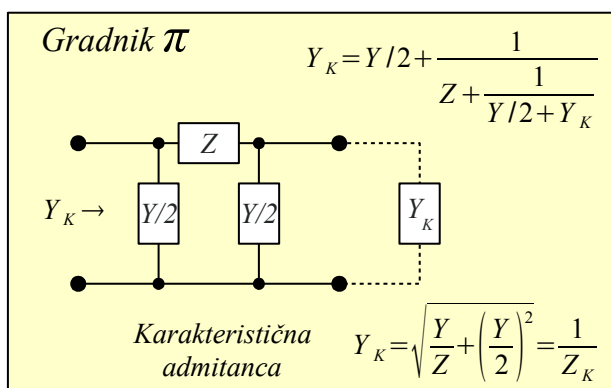 Gradnik π
Y_K = Y/2 + 1/(Z + 1/(Y/2 + Y_K))
Z
Y_K →
Y/2
Y/2
Y_K
Karakteristična
admitanca
Y_K = √(Y/Z + (Y/2)²) = 1/Z_K